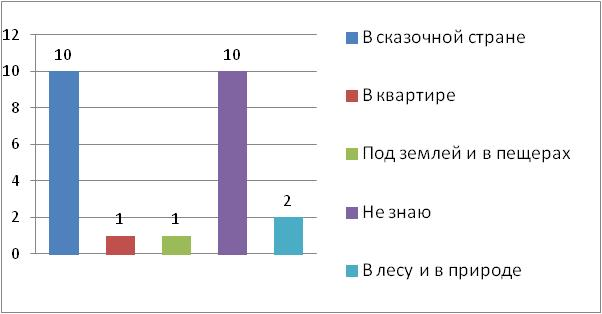 12
10
8
6
4
2
0
10
1
1
10
2
В сказочной стране
В квартире
Под землей и в пещерах
Не знаю
В лесу и в природе